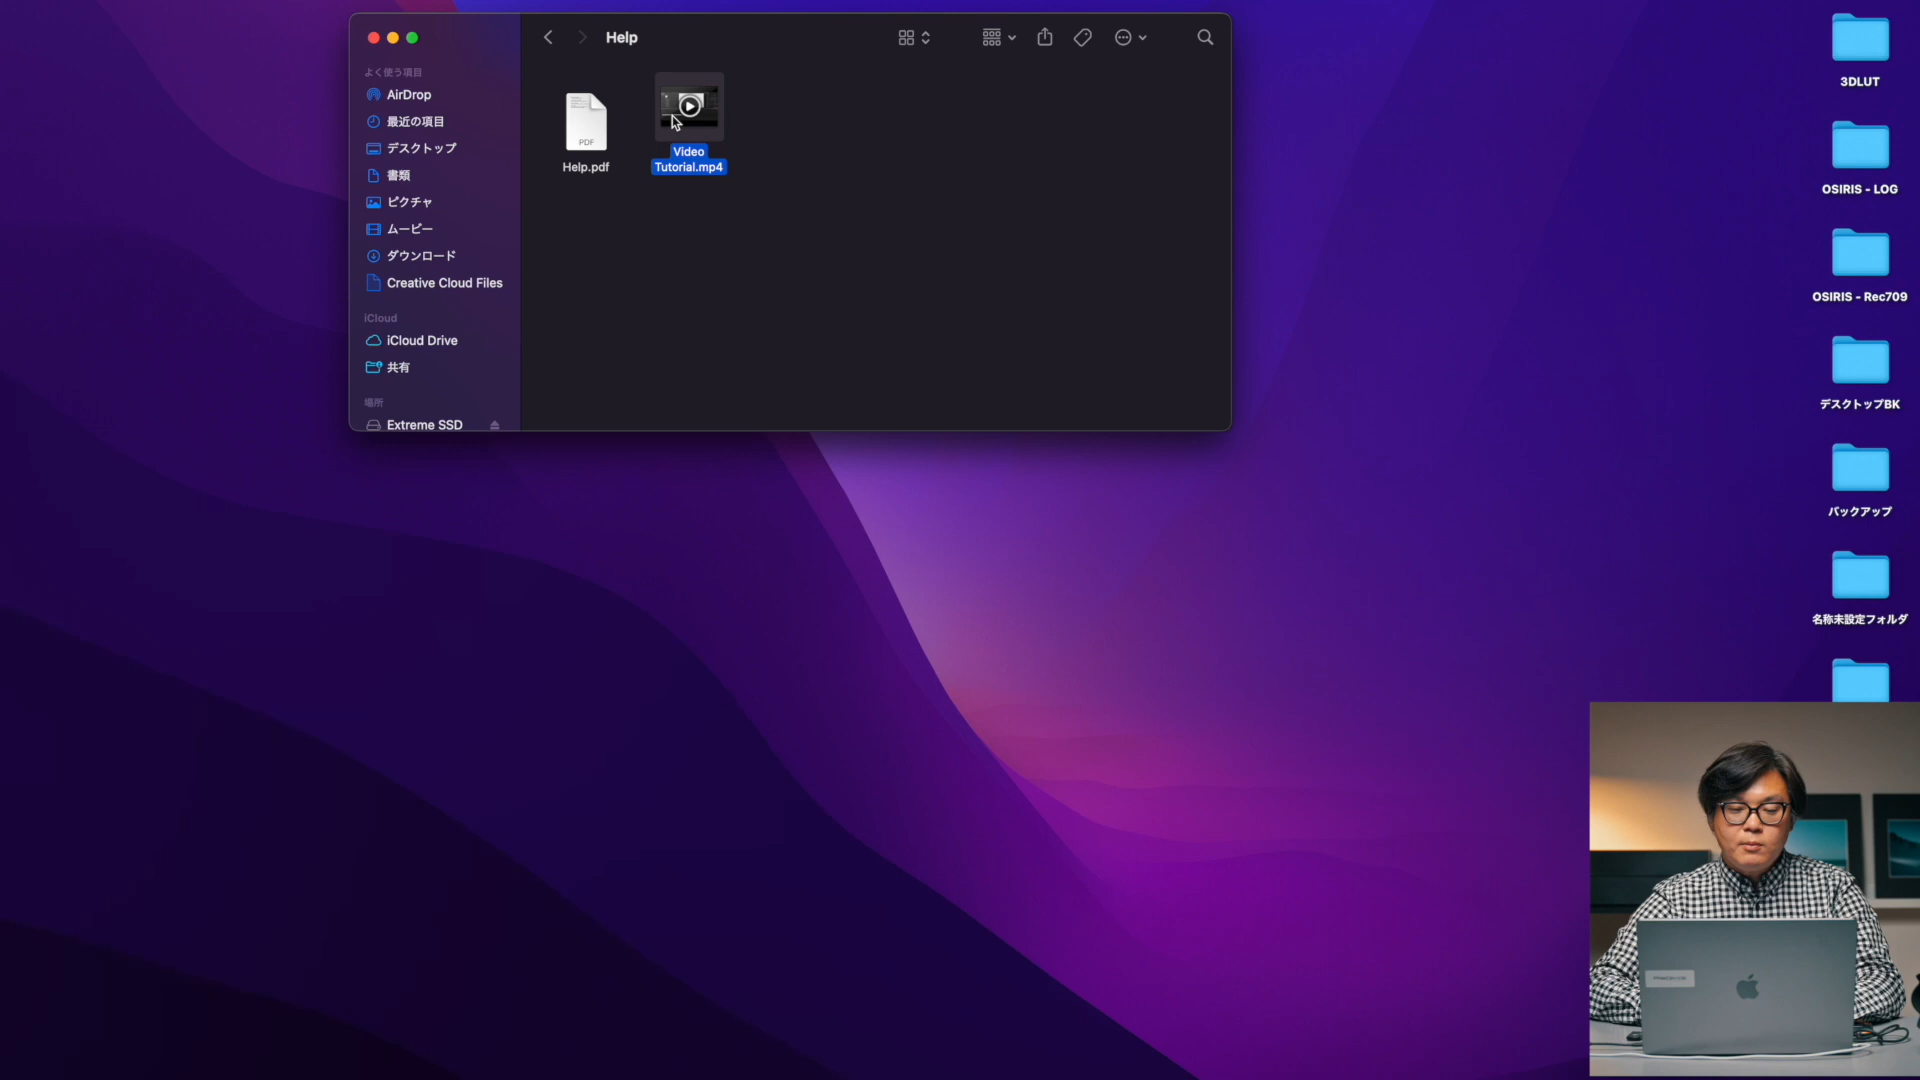 Help
よく使う項目
AirDrop
最近の項目
デスクトップ
書類
ピクチャ
ムービー
ダウンロード
Creative Cloud Files
iCloud
iCloud Drive
共有
場所
Extreme SSD
PDF
Help.pdf
Video
Tutorial.mp4
3DLUT
OSIRIS - LOG
OSIRIS - Rec709
デスクトップBK
バックアップ
名称未設定フォルダ